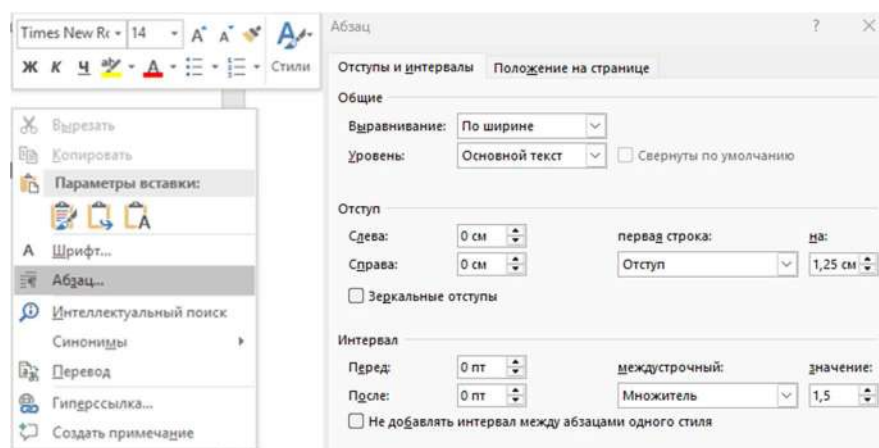 Times New Ro 14
Ж К Ч Стили
Вырезать
Копировать
Параметры вставки:
Шрифт...
Абзац...
Интеллектуальный поиск
Синонимы
Перевод
Гиперссылка...
Создать примечание
Абзац ? ×
Отступы и интервалы Положение на странице
Общие
Выравнивание: По ширине
Уровень: Основной текст Свернуты по умолчанию
Отступ
Слева: 0 см первая строка: на:
Справа: 0 см Отступ 1,25 см
Зеркальные отступы
Интервал
Перед: 0 пт междустрочный: значение:
После: 0 пт Множитель 1,5
Не добавлять интервал между абзацами одного стиля